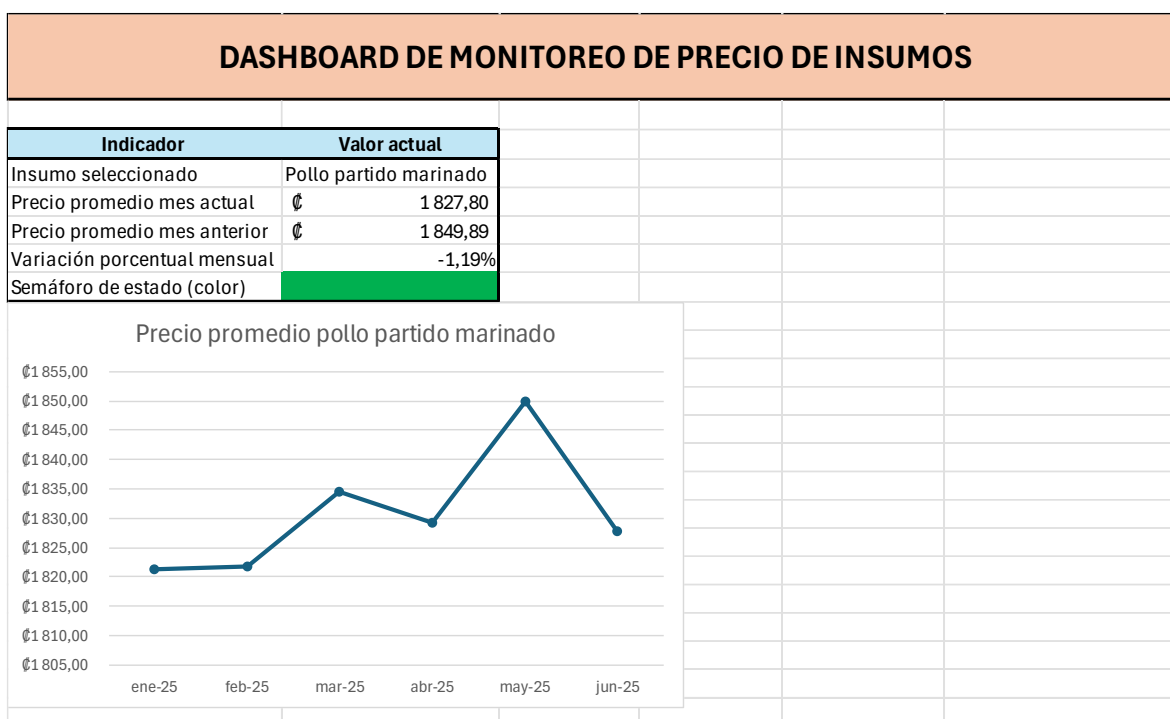 DASHBOARD DE MONITOREO DE PRECIO DE INSUMOS
Indicador Valor actual
Insumo seleccionado Pollo partido marinado
Precio promedio mes actual ₡ 1 827,80
Precio promedio mes anterior ₡ 1 849,89
Variación porcentual mensual -1,19%
Semáforo de estado (color)
Precio promedio pollo partido marinado
₡1 855,00
₡1 850,00
₡1 845,00
₡1 840,00
₡1 835,00
₡1 830,00
₡1 825,00
₡1 820,00
₡1 815,00
₡1 810,00
₡1 805,00
ene-25 feb-25 mar-25 abr-25 may-25 jun-25